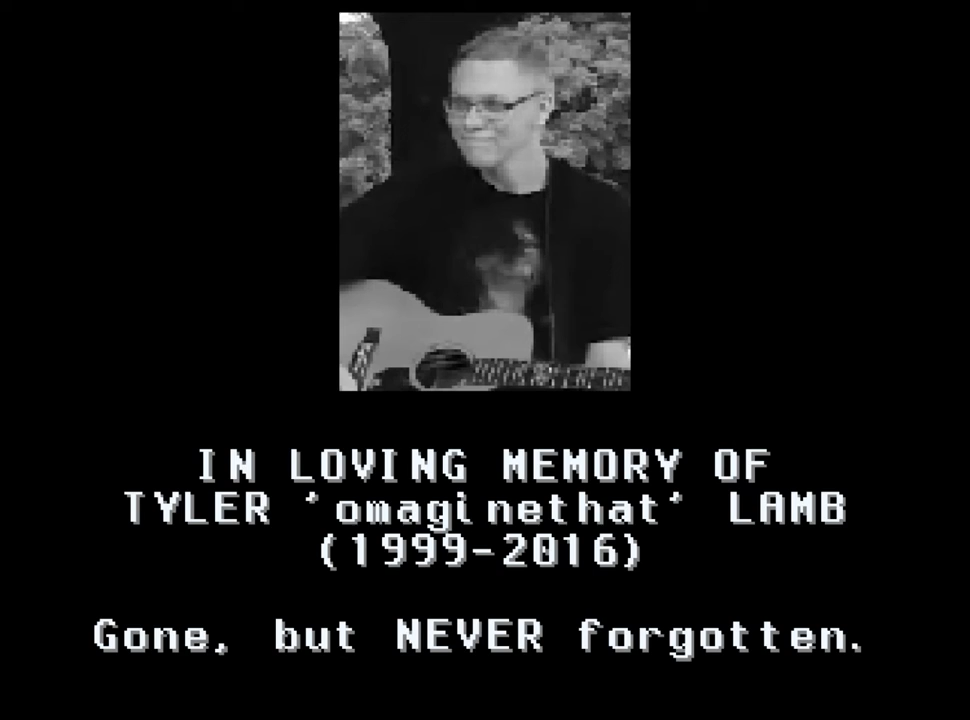 IN LOVING MEMORY OF
TYLER 'omaginethat' LAMB
(1999-2016)
Gone, but NEVER forgotten.